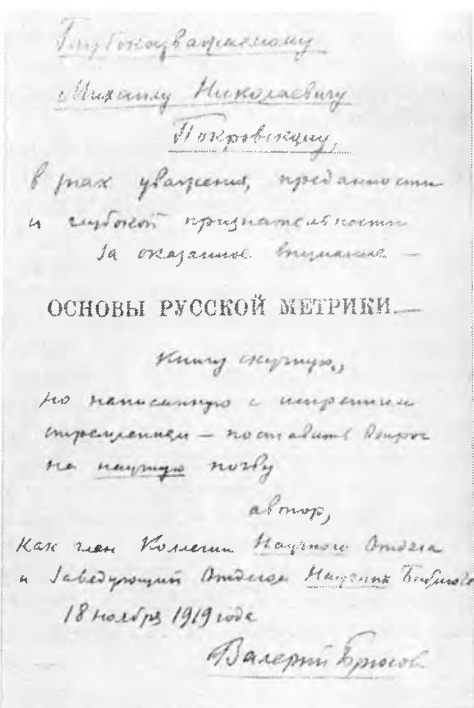 Глубокоуважаемому
Михаилу Николаевичу
Покровскому,
в знак уважения, преданности
и глубокой признательности
за оказанное внимание —
ОСНОВЫ РУССКОЙ МЕТРИКИ.—
книгу скучную,
но написанную с искренним
стремлением — поставить вопрос
на научную почву
автор,
как член Коллегии Научного Отдела
и Заведующий Отделом Научных Библиотек
18 ноября 1919 года
Валерий Брюсов